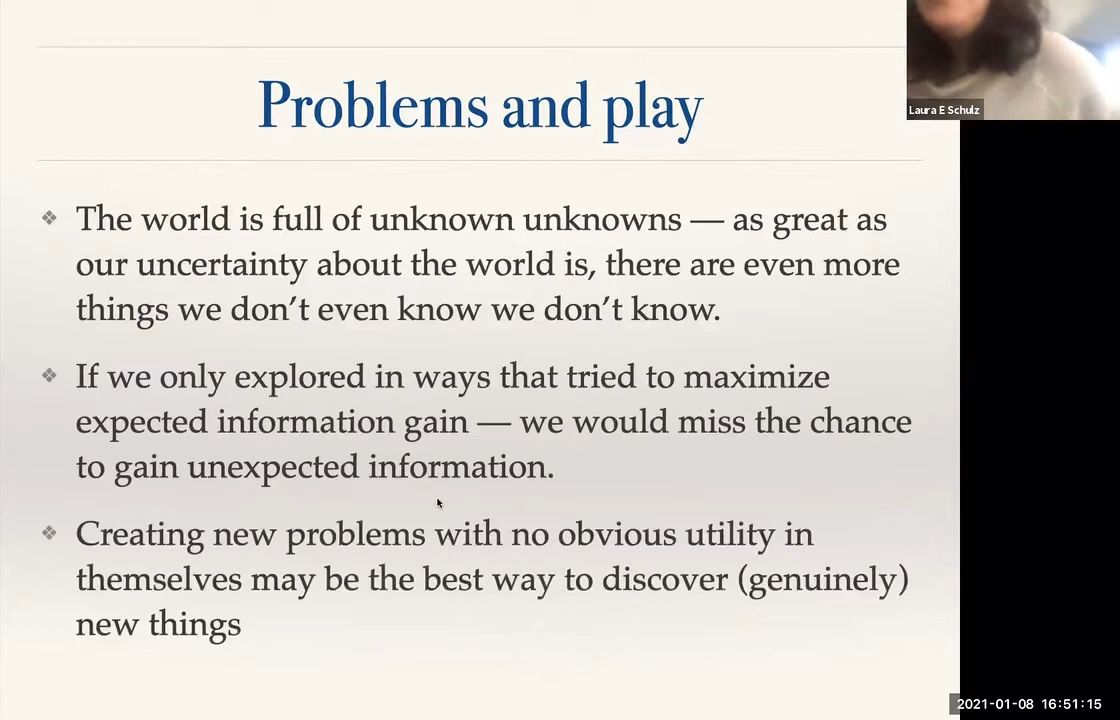 Problems and play
Laura E Schulz
❖ The world is full of unknown unknowns — as great as
our uncertainty about the world is, there are even more
things we don’t even know we don’t know.
❖ If we only explored in ways that tried to maximize
expected information gain — we would miss the chance
to gain unexpected information.
❖ Creating new problems with no obvious utility in
themselves may be the best way to discover (genuinely)
new things
2021-01-08 16:51:15